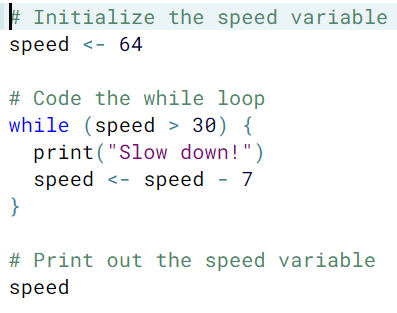 # Initialize the speed variable
speed <- 64

# Code the while loop
while (speed > 30) {
  print("Slow down!")
  speed <- speed - 7
}

# Print out the speed variable
speed